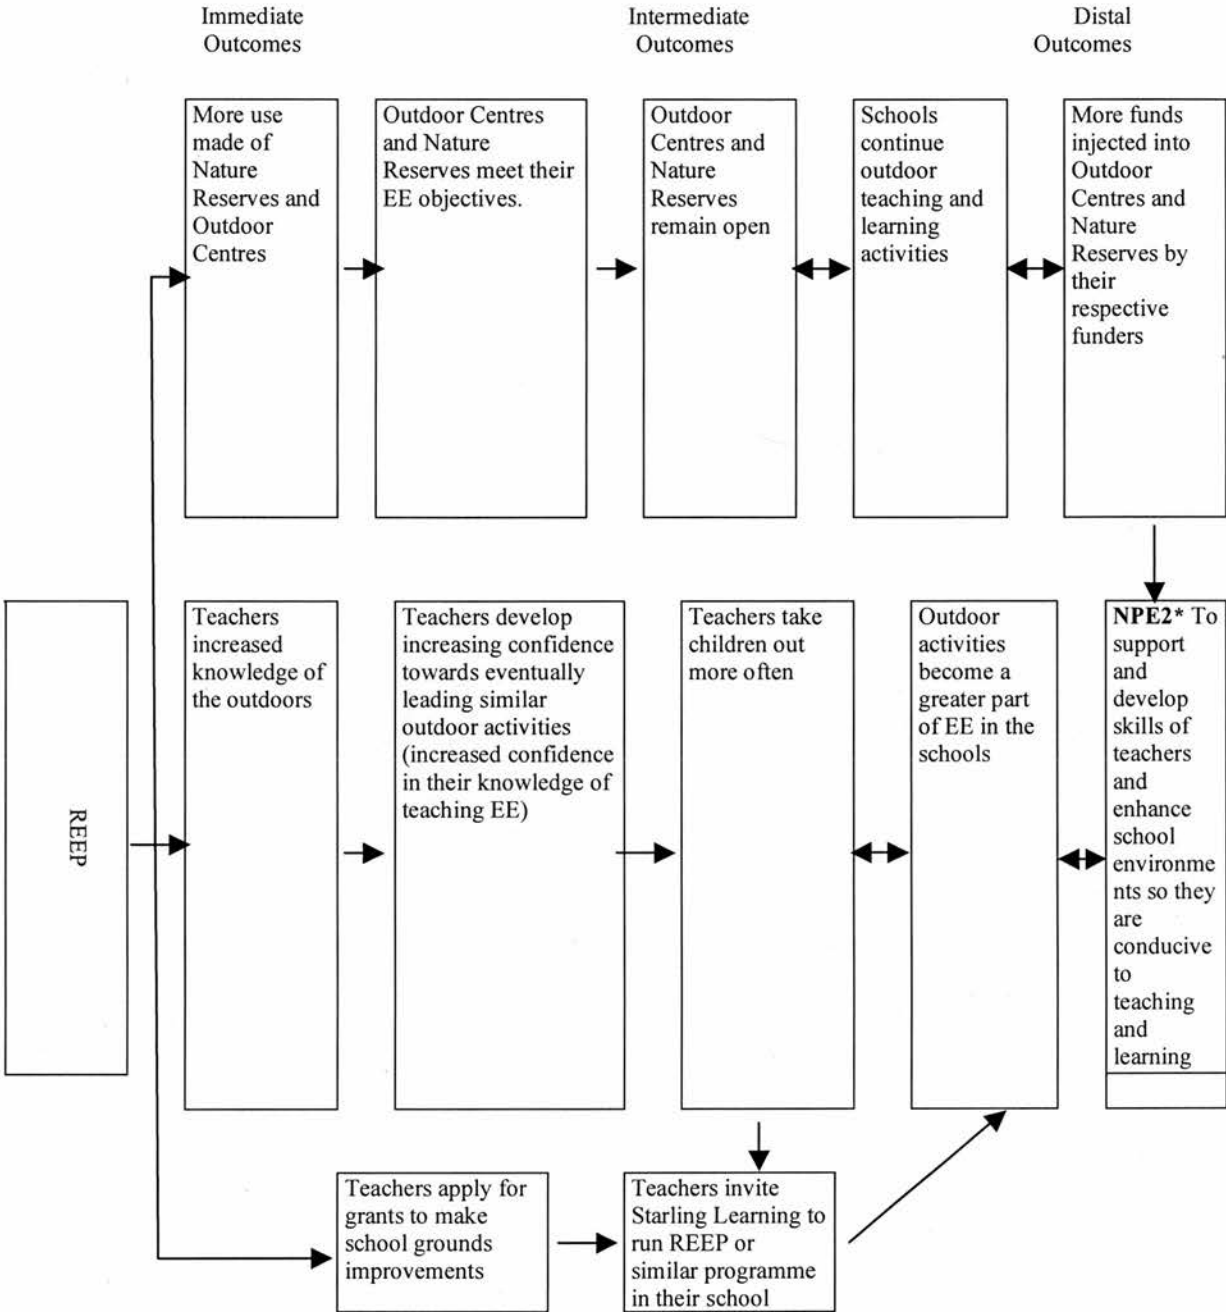 Immediate
Outcomes
Intermediate
Outcomes
Distal
Outcomes
More use
made of
Nature
Reserves and
Outdoor
Centres
Outdoor Centres
and Nature
Reserves meet their
EE objectives.
Outdoor
Centres and
Nature
Reserves
remain open
Schools
continue
outdoor
teaching and
learning
activities
More funds
injected into
Outdoor
Centres and
Nature
Reserves by
their
respective
funders
REEP
Teachers
increased
knowledge of
the outdoors
Teachers develop
increasing confidence
towards eventually
leading similar
outdoor activities
(increased confidence
in their knowledge of
teaching EE)
Teachers take
children out
more often
Outdoor
activities
become a
greater part
of EE in the
schools
NPE2* To
support
and
develop
skills of
teachers
and
enhance
school
environme
nts so they
are
conducive
to
teaching
and
learning
Teachers apply for
grants to make
school grounds
improvements
Teachers invite
Starling Learning to
run REEP or
similar programme
in their school